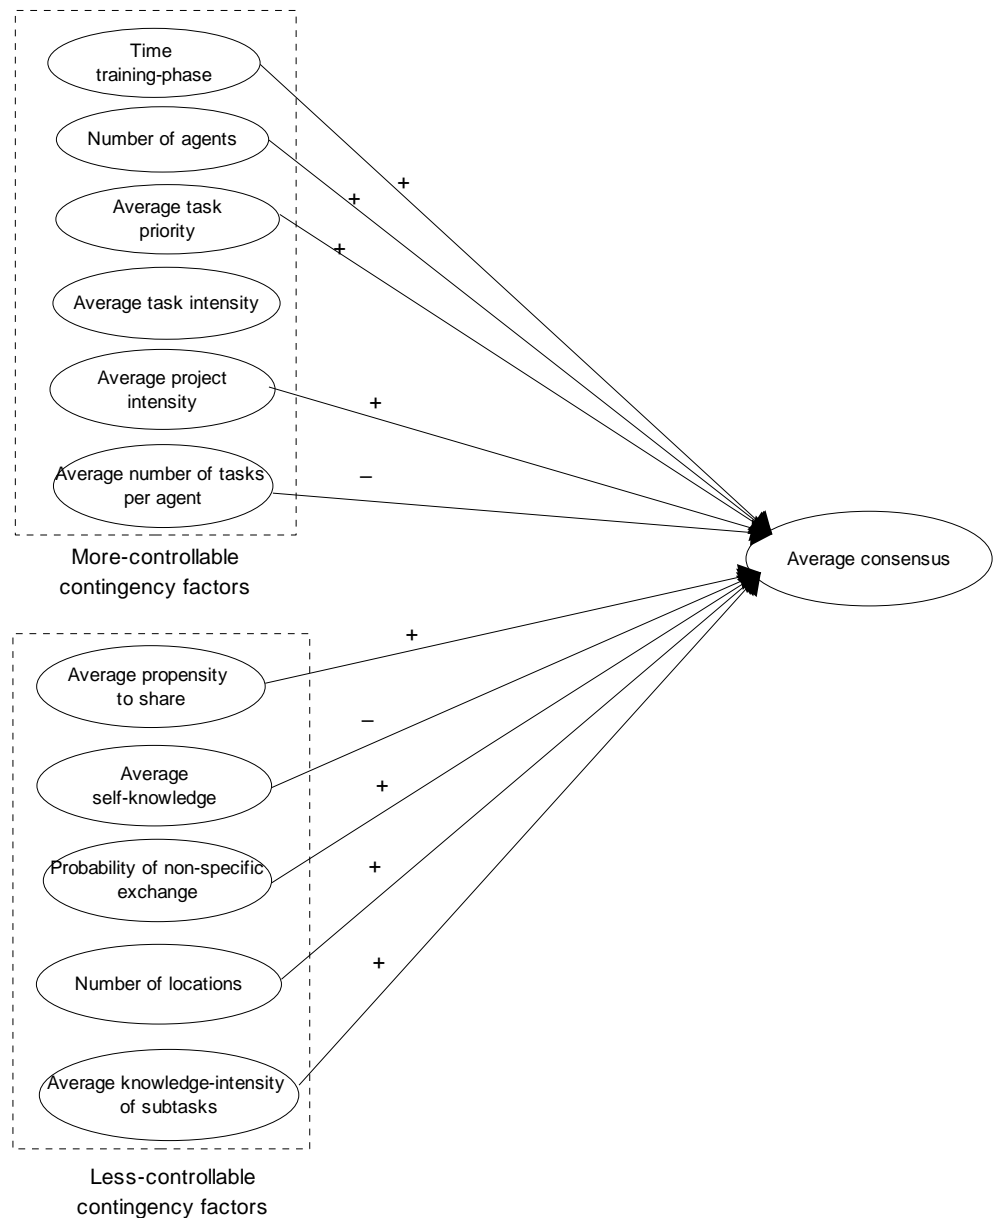 Time
training-phase
Number of agents
+
+
Average task
priority
+
Average task intensity
Average project
intensity
+
Average number of tasks
per agent
–
More-controllable
contingency factors
Average consensus
+
Average propensity
to share
–
Average
self-knowledge
+
Probability of non-specific
exchange
+
Number of locations
+
Average knowledge-intensity
of subtasks
Less-controllable
contingency factors